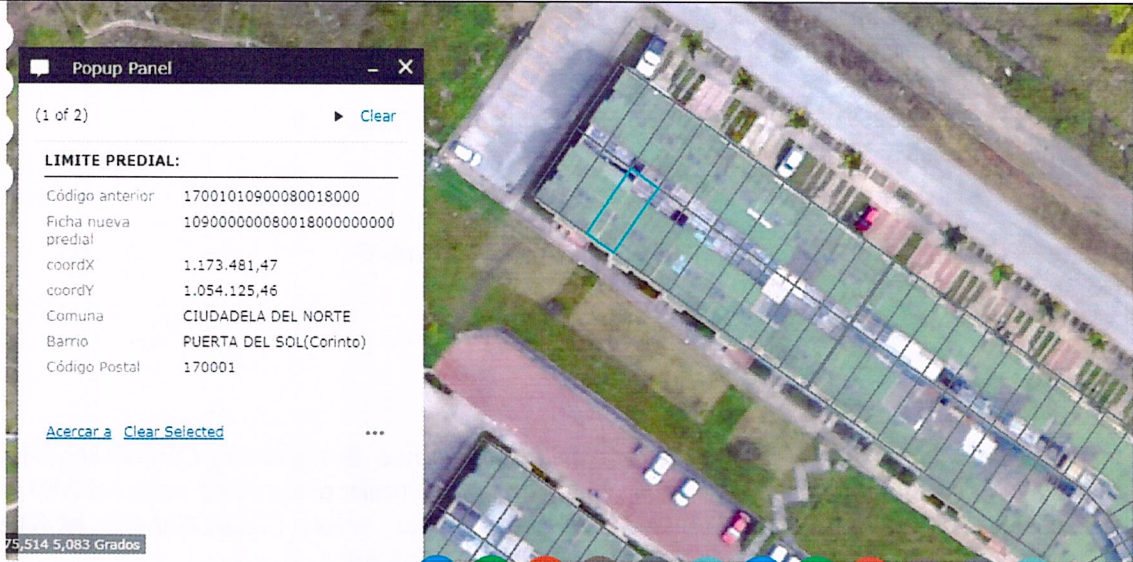 Popup Panel
(1 of 2) Clear
LIMITE PREDIAL:
Código anterior 17001010900080018000
Ficha nueva predial 109000000080018000000000
coordX 1.173.481,47
coordY 1.054.125,46
Comuna CIUDADELA DEL NORTE
Barrio PUERTA DEL SOL(Corinto)
Código Postal 170001
Acercar a Clear Selected
75,514 5,083 Grados